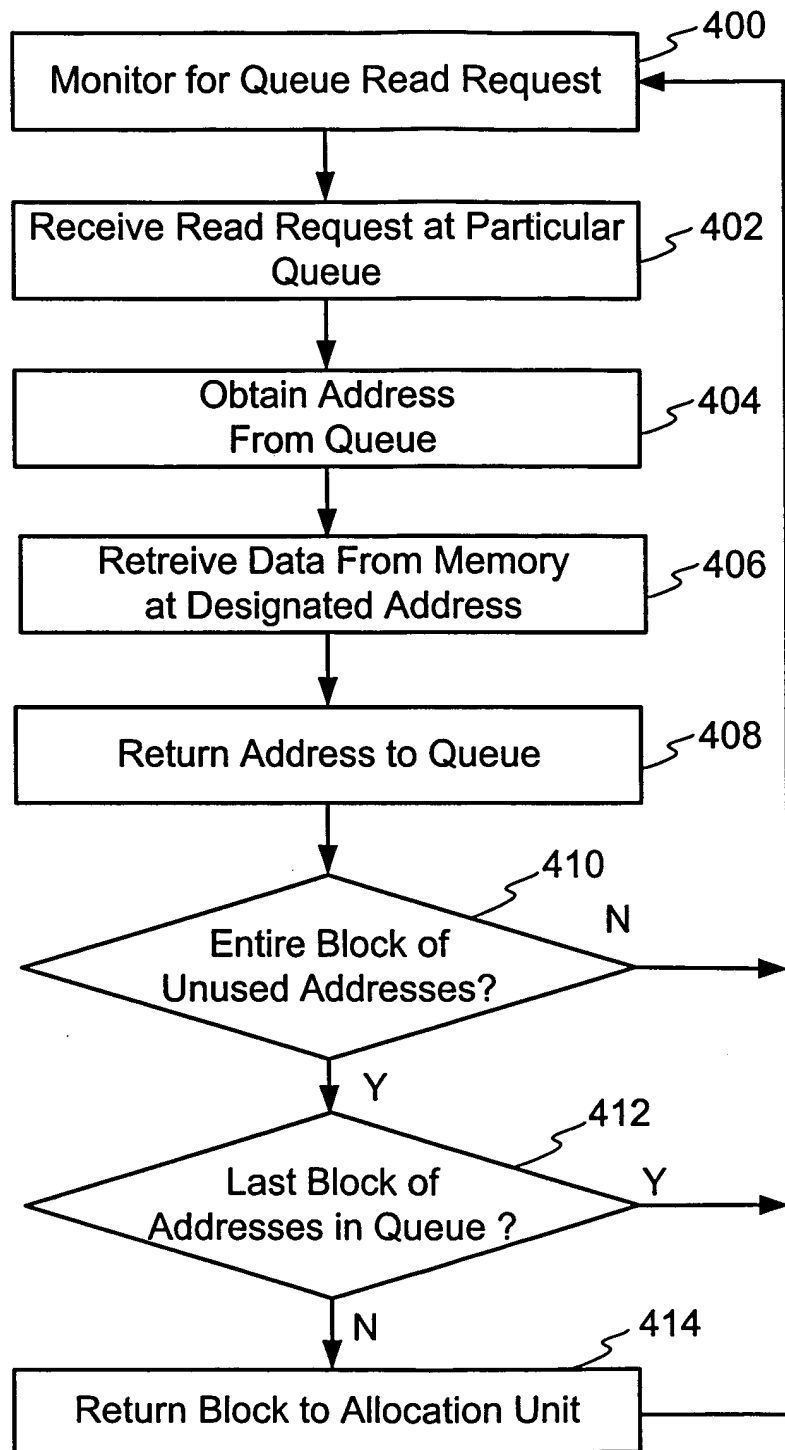 400
Monitor for Queue Read Request
Receive Read Request at Particular
Queue
402
Obtain Address
From Queue
404
Retreive Data From Memory
at Designated Address
406
Return Address to Queue
408
410
Entire Block of
Unused Addresses?
N
Y
412
Last Block of
Addresses in Queue ?
Y
N
414
Return Block to Allocation Unit